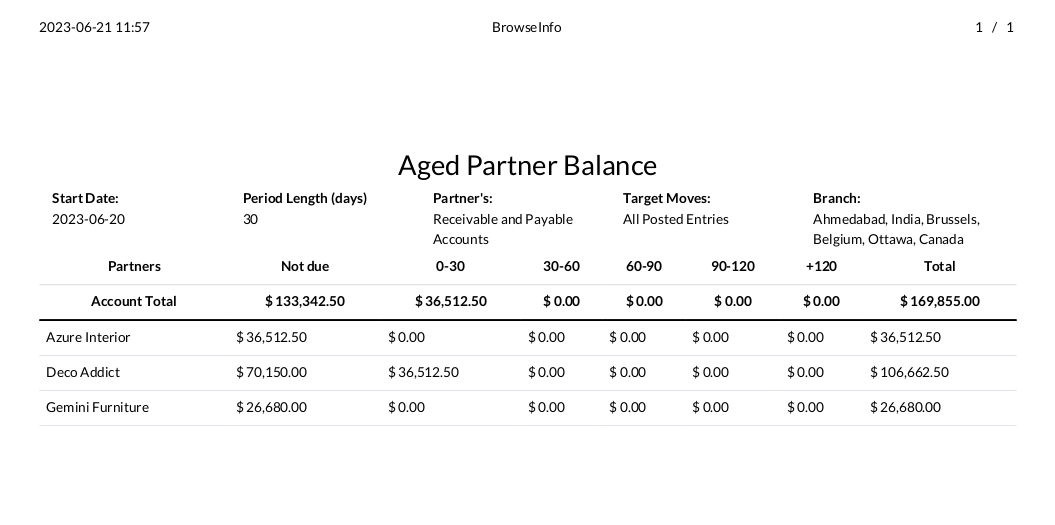 2023-06-21 11:57 BrowseInfo 1 / 1
Aged Partner Balance
Start Date: Period Length (days) Partner's: Target Moves: Branch:
2023-06-20 30 Receivable and Payable All Posted Entries Ahmedabad, India, Brussels,
Accounts Belgium, Ottawa, Canada
Partners Not due 0-30 30-60 60-90 90-120 +120 Total
Account Total $ 133,342.50 $ 36,512.50 $ 0.00 $ 0.00 $ 0.00 $ 0.00 $ 169,855.00
Azure Interior $ 36,512.50 $ 0.00 $ 0.00 $ 0.00 $ 0.00 $ 0.00 $ 36,512.50
Deco Addict $ 70,150.00 $ 36,512.50 $ 0.00 $ 0.00 $ 0.00 $ 0.00 $ 106,662.50
Gemini Furniture $ 26,680.00 $ 0.00 $ 0.00 $ 0.00 $ 0.00 $ 0.00 $ 26,680.00